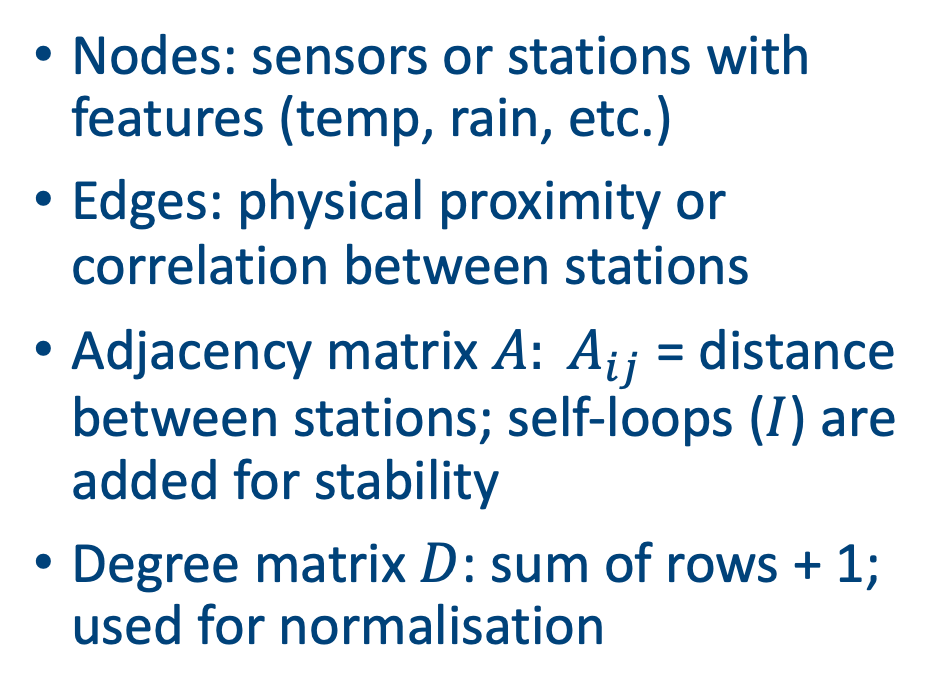 • Nodes: sensors or stations with
features (temp, rain, etc.)
• Edges: physical proximity or
correlation between stations
• Adjacency matrix 𝐴: 𝐴𝑖𝑗 = distance
between stations; self-loops (𝐼) are
added for stability
• Degree matrix 𝐷: sum of rows + 1;
used for normalisation